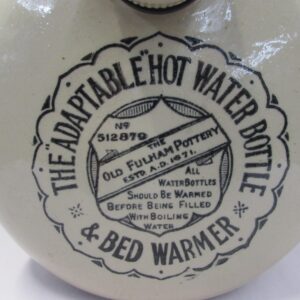 THE "ADAPTABLE" HOT WATER BOTTLE
& BED WARMER
No
512879
THE
OLD FULHAM POTTERY
ESTD. A.D. 1671.
ALL
WATER BOTTLES
SHOULD BE WARMED
BEFORE BEING FILLED
WITH BOILING
WATER